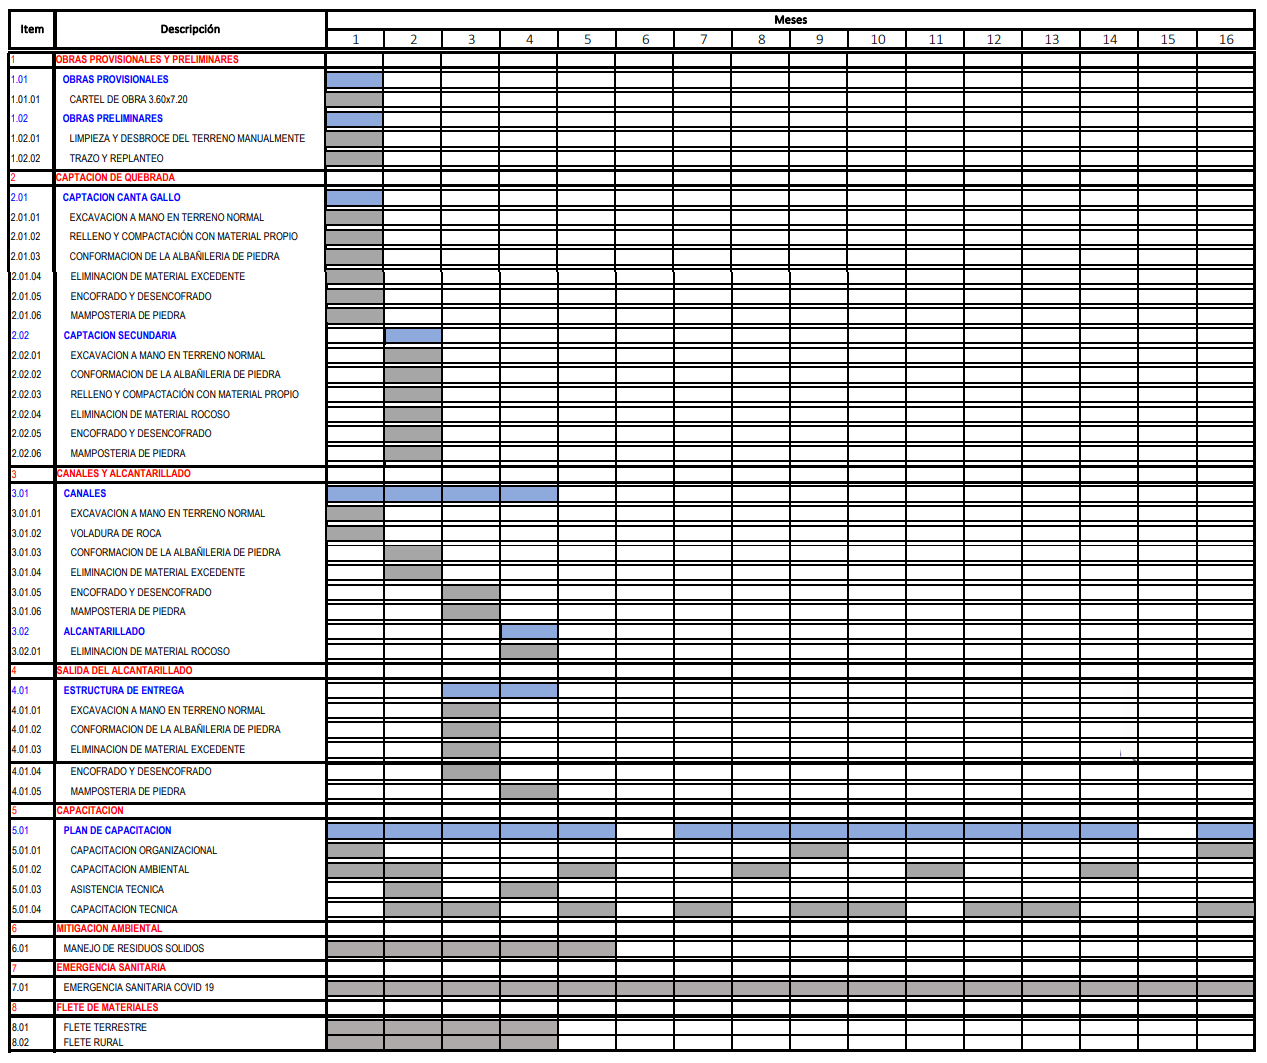 Item Descripción Meses
1 2 3 4 5 6 7 8 9 10 11 12 13 14 15 16
1 OBRAS PROVISIONALES Y PRELIMINARES
1.01 OBRAS PROVISIONALES
1.01.01 CARTEL DE OBRA 3.60x7.20
1.02 OBRAS PRELIMINARES
1.02.01 LIMPIEZA Y DESBROCE DEL TERRENO MANUALMENTE
1.02.02 TRAZO Y REPLANTEO
2 CAPTACION DE QUEBRADA
2.01 CAPTACION CANTA GALLO
2.01.01 EXCAVACION A MANO EN TERRENO NORMAL
2.01.02 RELLENO Y COMPACTACIÓN CON MATERIAL PROPIO
2.01.03 CONFORMACION DE LA ALBAÑILERIA DE PIEDRA
2.01.04 ELIMINACION DE MATERIAL EXCEDENTE
2.01.05 ENCOFRADO Y DESENCOFRADO
2.01.06 MAMPOSTERIA DE PIEDRA
2.02 CAPTACION SECUNDARIA
2.02.01 EXCAVACION A MANO EN TERRENO NORMAL
2.02.02 CONFORMACION DE LA ALBAÑILERIA DE PIEDRA
2.02.03 RELLENO Y COMPACTACIÓN CON MATERIAL PROPIO
2.02.04 ELIMINACION DE MATERIAL ROCOSO
2.02.05 ENCOFRADO Y DESENCOFRADO
2.02.06 MAMPOSTERIA DE PIEDRA
3 CANALES Y ALCANTARILLADO
3.01 CANALES
3.01.01 EXCAVACION A MANO EN TERRENO NORMAL
3.01.02 VOLADURA DE ROCA
3.01.03 CONFORMACION DE LA ALBAÑILERIA DE PIEDRA
3.01.04 ELIMINACION DE MATERIAL EXCEDENTE
3.01.05 ENCOFRADO Y DESENCOFRADO
3.01.06 MAMPOSTERIA DE PIEDRA
3.02 ALCANTARILLADO
3.02.01 ELIMINACION DE MATERIAL ROCOSO
4 SALIDA DEL ALCANTARILLADO
4.01 ESTRUCTURA DE ENTREGA
4.01.01 EXCAVACION A MANO EN TERRENO NORMAL
4.01.02 CONFORMACION DE LA ALBAÑILERIA DE PIEDRA
4.01.03 ELIMINACION DE MATERIAL EXCEDENTE
4.01.04 ENCOFRADO Y DESENCOFRADO
4.01.05 MAMPOSTERIA DE PIEDRA
5 CAPACITACION
5.01 PLAN DE CAPACITACION
5.01.01 CAPACITACION ORGANIZACIONAL
5.01.02 CAPACITACION AMBIENTAL
5.01.03 ASISTENCIA TECNICA
5.01.04 CAPACITACION TECNICA
6 MITIGACION AMBIENTAL
6.01 MANEJO DE RESIDUOS SOLIDOS
7 EMERGENCIA SANITARIA
7.01 EMERGENCIA SANITARIA COVID 19
8 FLETE DE MATERIALES
8.01 FLETE TERRESTRE
8.02 FLETE RURAL